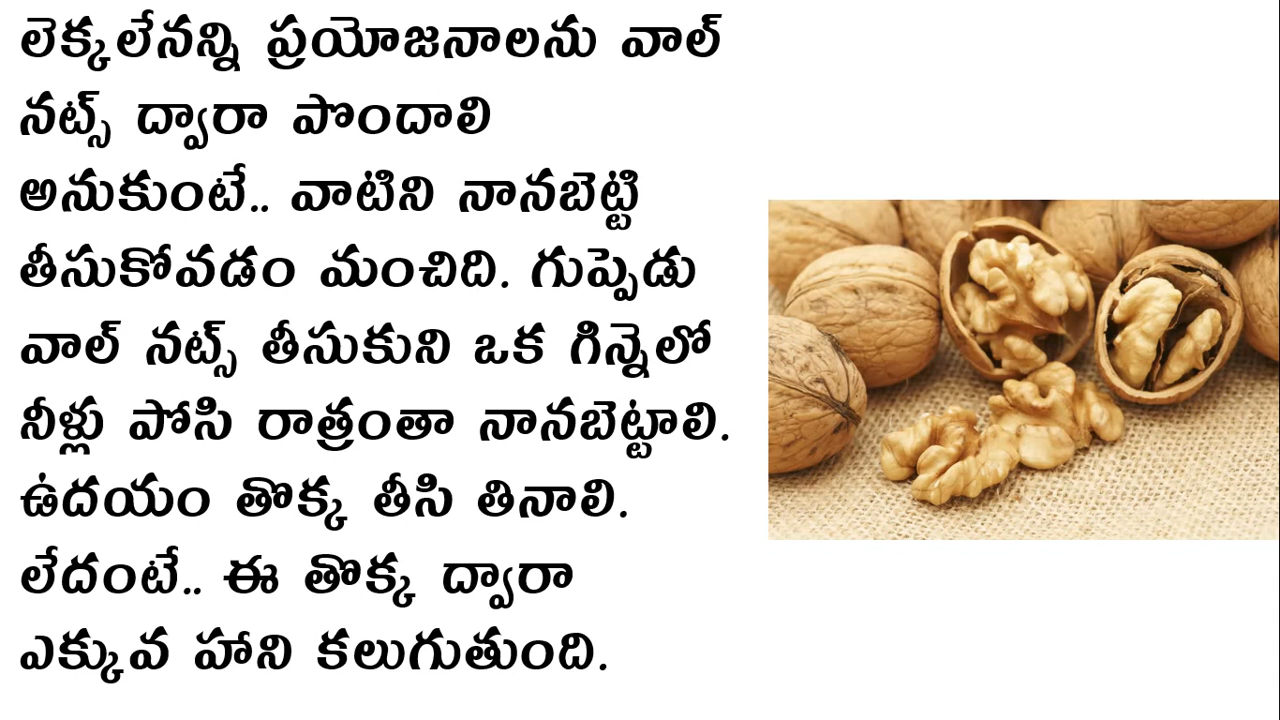 లెక్కలేనన్ని ప్రయోజనాలను వాల్
నట్స్ ద్వారా పొందాలి
అనుకుంటే.. వాటిని నానబెట్టి
తీసుకోవడం మంచిది. గుప్పెడు
వాల్ నట్స్ తీసుకుని ఒక గిన్నెలో
నీళ్లు పోసి రాత్రంతా నానబెట్టాలి.
ఉదయం తొక్క తీసి తినాలి.
లేదంటే.. ఈ తొక్క ద్వారా
ఎక్కువ హాని కలుగుతుంది.